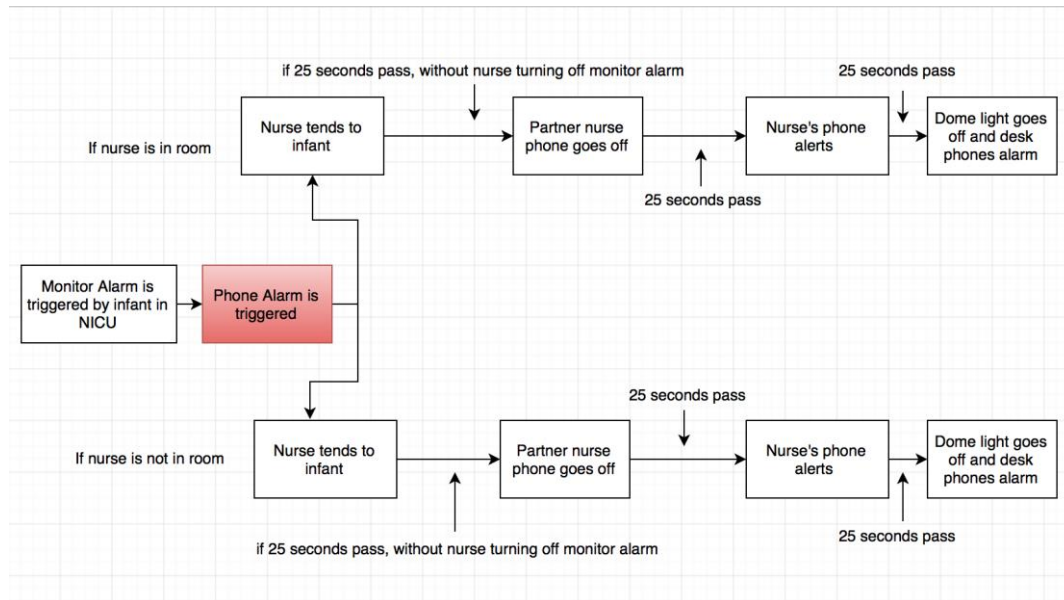 if 25 seconds pass, without nurse turning off monitor alarm
25 seconds pass
If nurse is in room
Nurse tends to
infant
Partner nurse
phone goes off
Nurse's phone
alerts
Dome light goes
off and desk
phones alarm
25 seconds pass
Monitor Alarm is
triggered by infant in
NICU
Phone Alarm is
triggered
25 seconds pass
If nurse is not in room
Nurse tends to
infant
Partner nurse
phone goes off
Nurse's phone
alerts
Dome light goes
off and desk
phones alarm
if 25 seconds pass, without nurse turning off monitor alarm
25 seconds pass